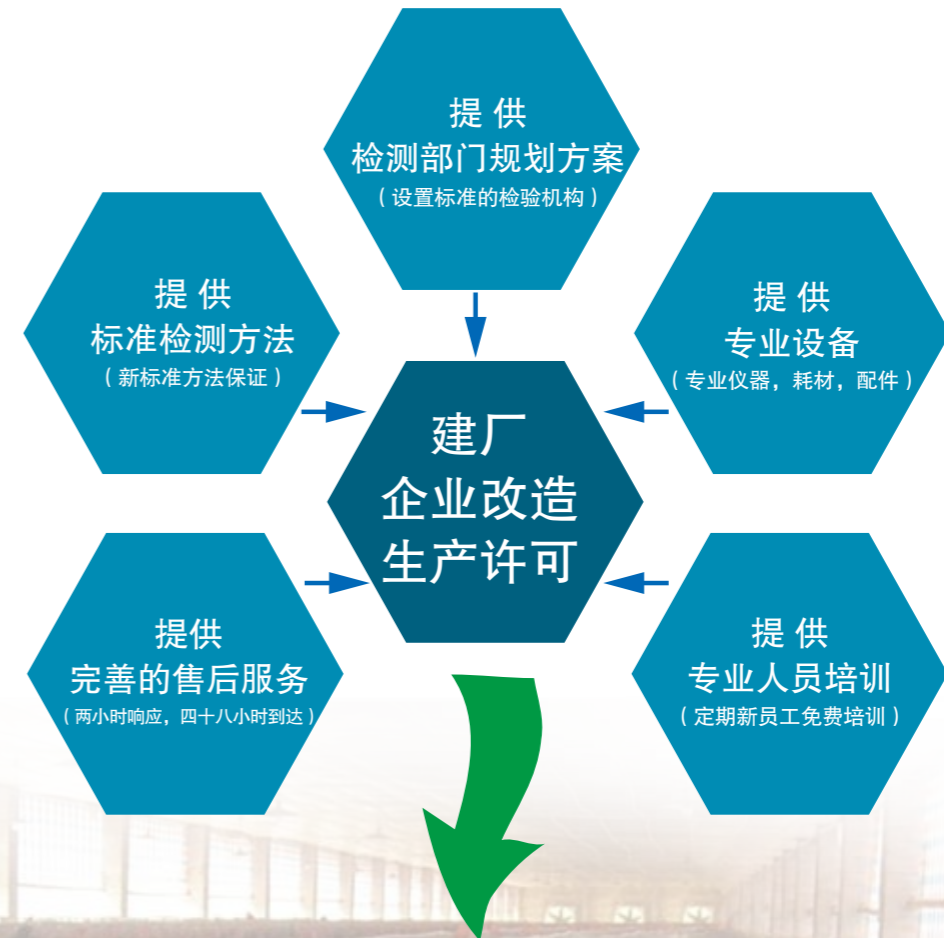 提 供
检测部门规划方案
（设置标准的检验机构）
提 供
标准检测方法
（新标准方法保证）
提 供
专业设备
（专业仪器，耗材，配件）
建厂
企业改造
生产许可
提供
完善的售后服务
（两小时响应，四十八小时到达）
提 供
专业人员培训
（定期新员工免费培训）